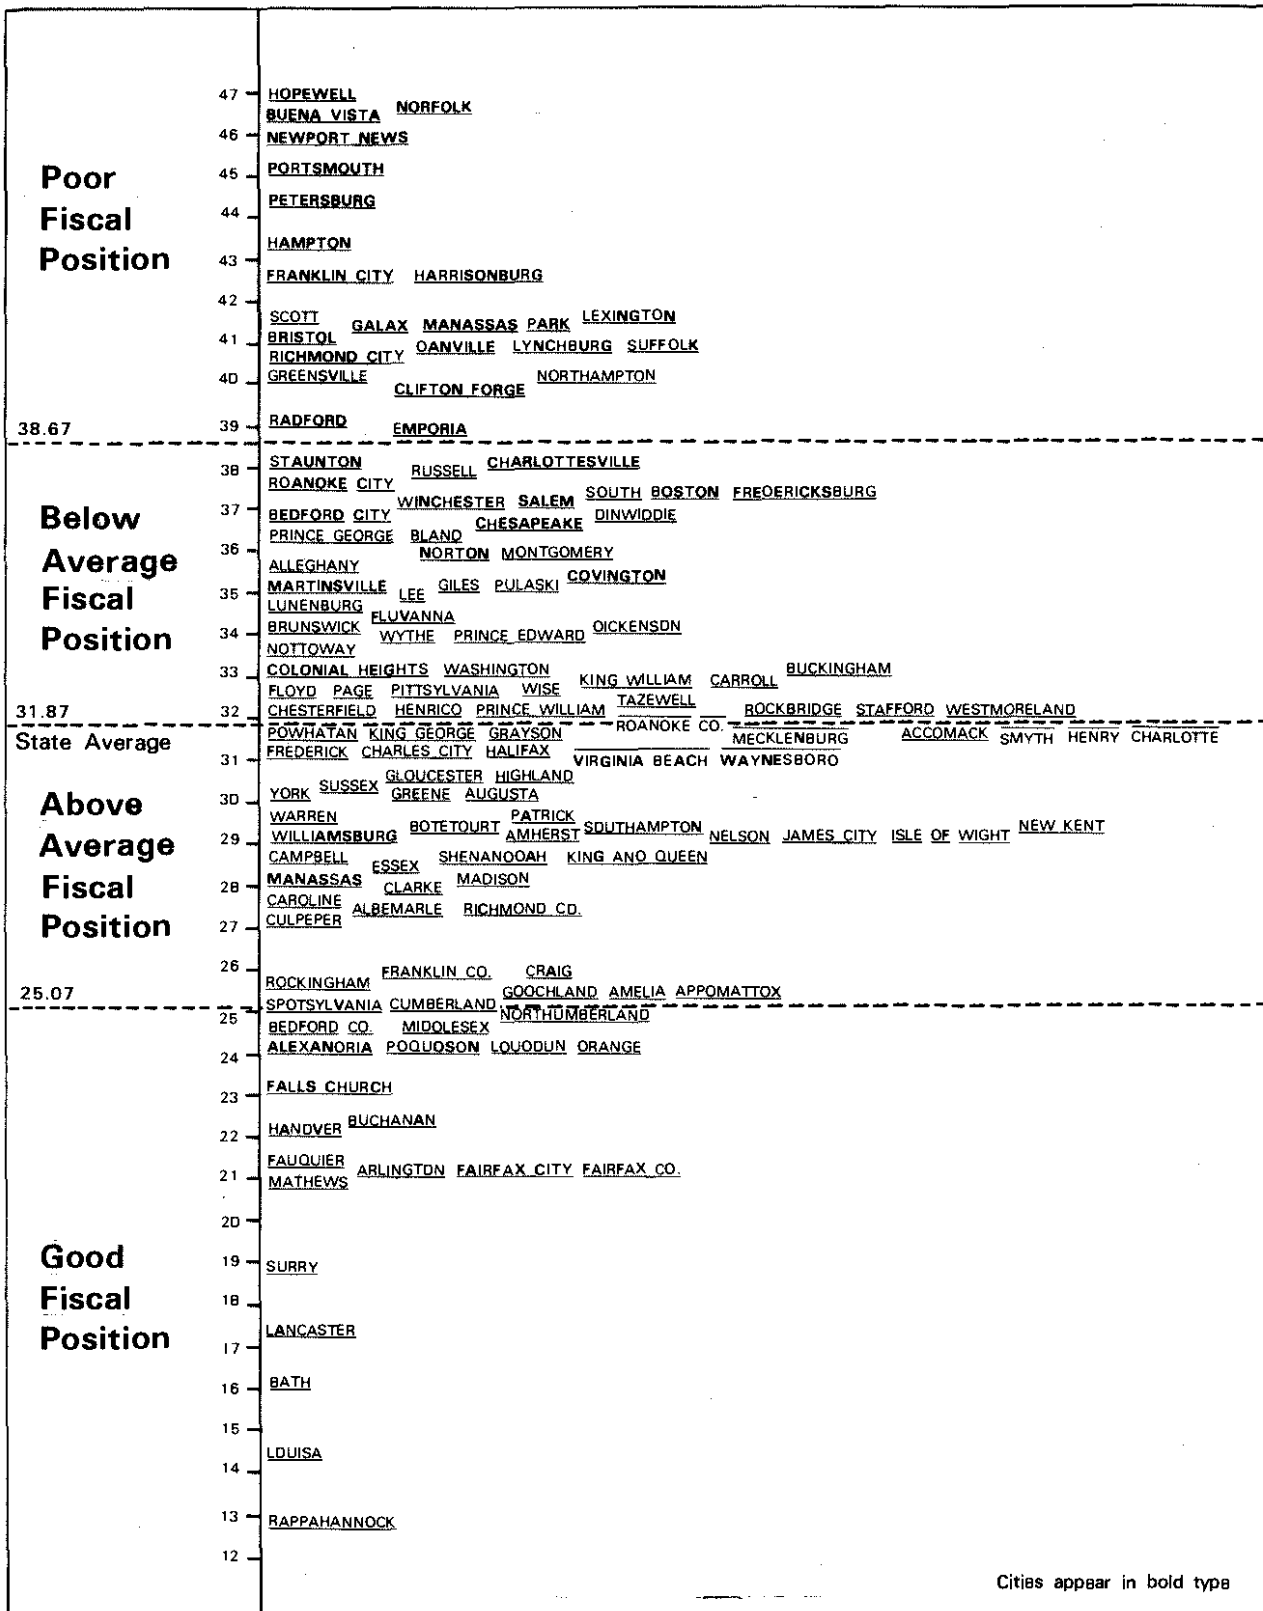 47 HOPEWELL
BUENA VISTA NORFOLK
46 NEWPORT NEWS
Poor
Fiscal
Position
45 PORTSMOUTH
PETERSBURG
44
HAMPTON
43
FRANKLIN CITY HARRISONBURG
42
SCOTT GALAX MANASSAS PARK LEXINGTON
41 BRISTOL
RICHMOND CITY OANVILLE LYNCHBURG SUFFOLK
40 GREENSVILLE CLIFTON FORGE NORTHAMPTON
38.67
39 RADFORD EMPORIA
38 STAUNTON RUSSELL CHARLOTTESVILLE
ROANOKE CITY WINCHESTER SALEM SOUTH BOSTON FREOERICKSBURG
Below
Average
Fiscal
Position
37 BEDFORD CITY CHESAPEAKE DINWIDDIE
PRINCE GEORGE BLAND
36 NORTON MONTGOMERY
ALLEGHANY
35 MARTINSVILLE LEE GILES PULASKI COVINGTON
LUNENBURG FLUVANNA
34 BRUNSWICK WYTHE PRINCE EDWARD OICKENSON
NOTTOWAY
33 COLONIAL HEIGHTS WASHINGTON KING WILLIAM CARROLL BUCKINGHAM
FLOYD PAGE PITTSYLVANIA WISE TAZEWELL
31.87
32 CHESTERFIELD HENRICO PRINCE WILLIAM ROCKBRIDGE STAFFORD WESTMORELAND
State Average
POWHATAN KING GEORGE GRAYSON ROANOKE CO. MECKLENBURG ACCOMACK SMYTH HENRY CHARLOTTE
31 FREDERICK CHARLES CITY HALIFAX VIRGINIA BEACH WAYNESBORO
GLOUCESTER HIGHLAND
Above
Average
Fiscal
Position
30 YORK SUSSEX GREENE AUGUSTA
WARREN BOTETOURT PATRICK SOUTHAMPTON NEW KENT
29 WILLIAMSBURG AMHERST NELSON JAMES CITY ISLE OF WIGHT
CAMPBELL ESSEX SHENANOOAH KING ANO QUEEN
28 MANASSAS CLARKE MADISON
CAROLINE ALBEMARLE RICHMOND CD.
27 CULPEPER
26 FRANKLIN CO. CRAIG
ROCKINGHAM GOOCHLAND AMELIA APPOMATTOX
25.07
SPOTSYLVANIA CUMBERLAND NORTHUMBERLAND
25 BEDFORD CO. MIDOLESEX
24 ALEXANORIA POQUOSON LOUODUN ORANGE
23 FALLS CHURCH
22 HANDVER BUCHANAN
FAUQUIER ARLINGTON FAIRFAX CITY FAIRFAX CO.
21 MATHEWS
20
Good
Fiscal
Position
19 SURRY
18
LANCASTER
17
16 BATH
15
LOUISA
14
13 RAPPAHANNOCK
12
Cities appear in bold type